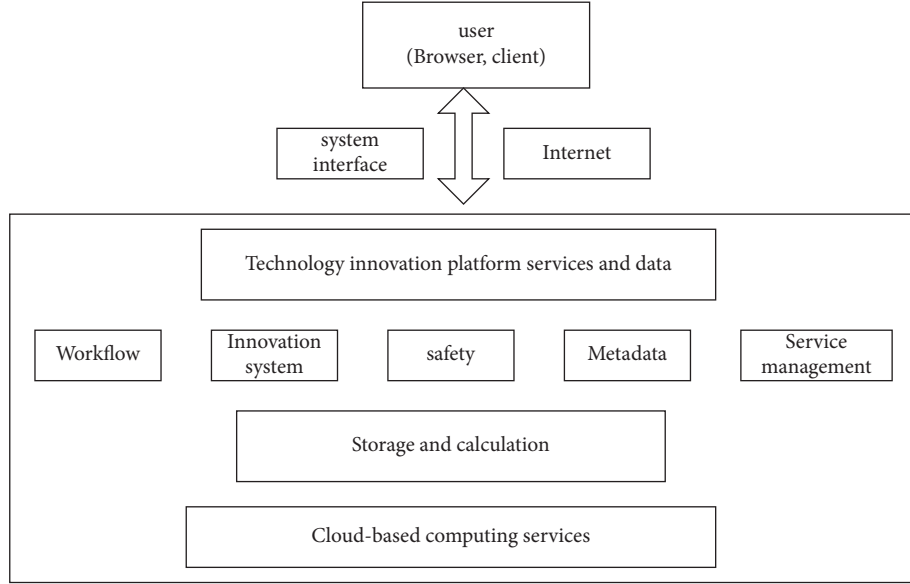 user
(Browser, client)
system
interface
Internet
Technology innovation platform services and data
Workflow
Innovation
system
safety
Metadata
Service
management
Storage and calculation
Cloud-based computing services